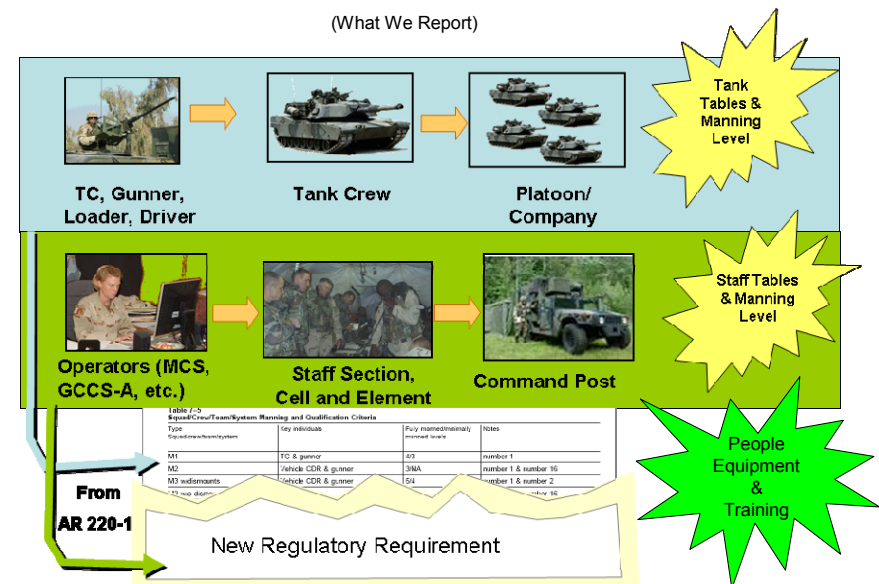 (What We Report)
Tank
Tables &
Manning
Level
TC, Gunner,
Loader, Driver
Tank Crew
Platoon/
Company
Staff Tables
& Manning
Level
Operators (MCS,
GCCS-A, etc.)
Staff Section,
Cell and Element
Command Post
Table 7–5
Squad/Crew/Team/System Manning and Qualification Criteria
Type
Squad/crew/team/system
Key individuals
Fully manned/minimally
manned levels
Notes
M1
TC & gunner
4/3
number 1
M2
Vehicle CDR & gunner
3/NA
number 1 & number 16
M3 w/dismounts
Vehicle CDR & gunner
5/4
number 1 & number 2
number 16
From
AR 220-1
New Regulatory Requirement
People
Equipment
&
Training